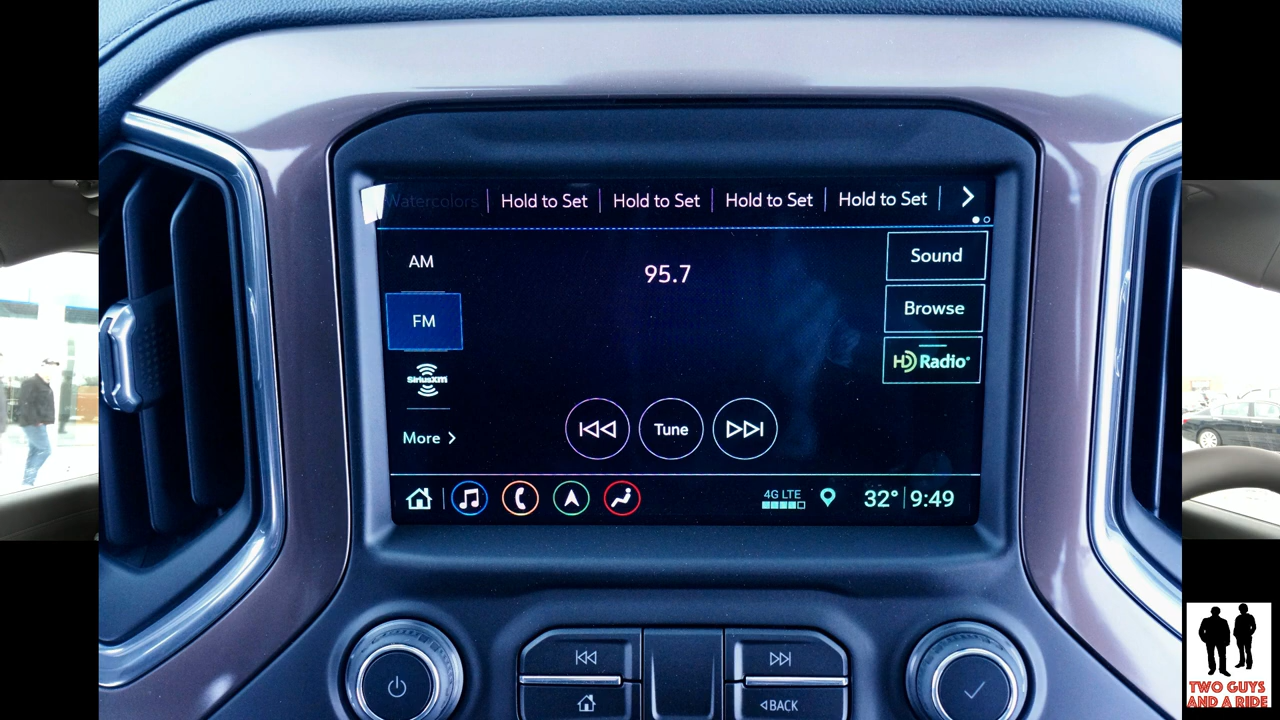 Watercolors
Hold to Set
Hold to Set
Hold to Set
Hold to Set
AM
95.7
Sound
FM
Browse
SiriusXM
HD Radio®
More
Tune
4G LTE
32°
9:49
BACK
TWO GUYS
AND A RIDE